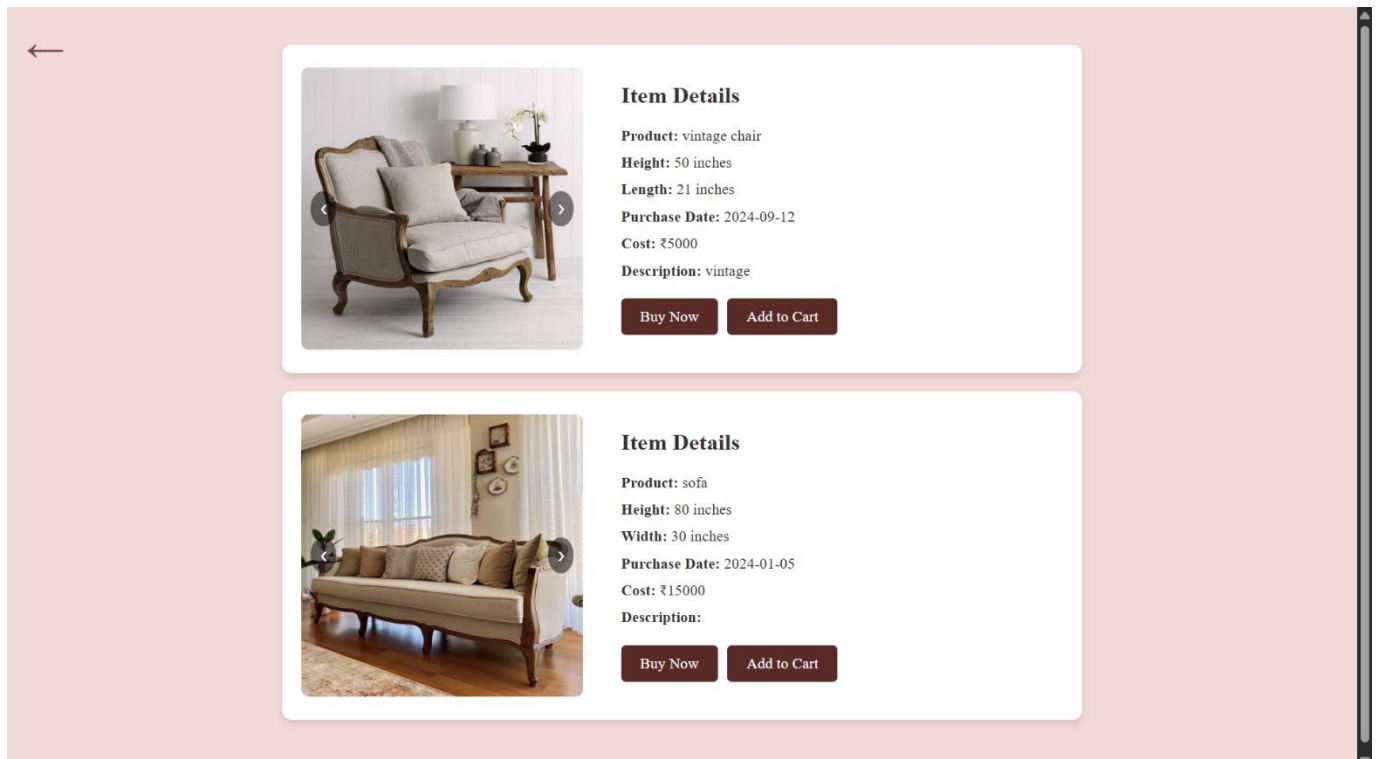 Item Details
Product: vintage chair
Height: 50 inches
Length: 21 inches
Purchase Date: 2024-09-12
Cost: ₹5000
Description: vintage
Buy Now Add to Cart
Item Details
Product: sofa
Height: 80 inches
Width: 30 inches
Purchase Date: 2024-01-05
Cost: ₹15000
Description:
Buy Now Add to Cart